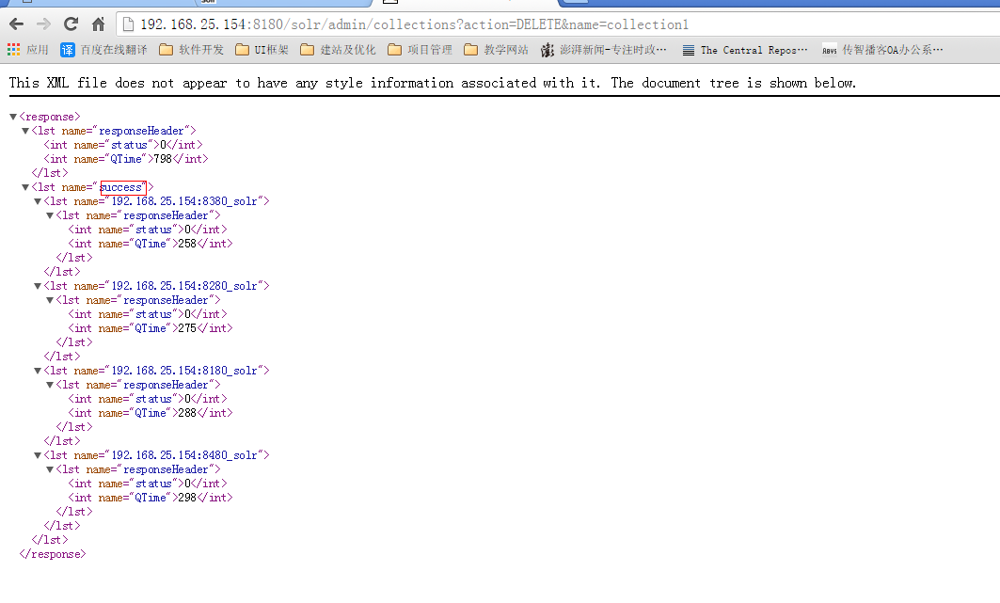 192.168.25.154:8180/solr/admin/collections?action=DELETE&name=collection1
应用 译 百度在线翻译 软件开发 UI框架 建站及优化 项目管理 教学网站 澎湃新闻-专注时政… The Central Repos… 传智播客OA办公系…
This XML file does not appear to have any style information associated with it. The document tree is shown below.
▼<response>
▼<lst name="responseHeader">
<int name="status">0</int>
<int name="QTime">798</int>
</lst>
▼<lst name="success">
▼<lst name="192.168.25.154:8380_solr">
▼<lst name="responseHeader">
<int name="status">0</int>
<int name="QTime">258</int>
</lst>
</lst>
▼<lst name="192.168.25.154:8280_solr">
▼<lst name="responseHeader">
<int name="status">0</int>
<int name="QTime">275</int>
</lst>
</lst>
▼<lst name="192.168.25.154:8180_solr">
▼<lst name="responseHeader">
<int name="status">0</int>
<int name="QTime">288</int>
</lst>
</lst>
▼<lst name="192.168.25.154:8480_solr">
▼<lst name="responseHeader">
<int name="status">0</int>
<int name="QTime">298</int>
</lst>
</lst>
</lst>
</response>